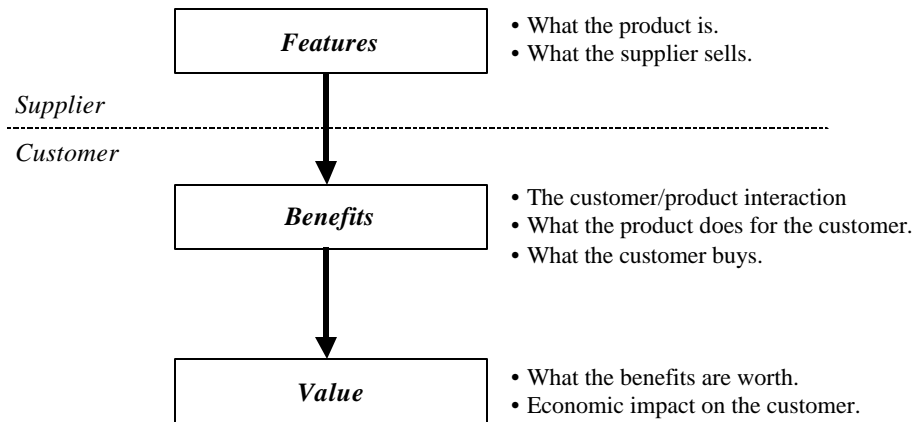 Features
• What the product is.
• What the supplier sells.
Supplier
Customer
Benefits
• The customer/product interaction
• What the product does for the customer.
• What the customer buys.
Value
• What the benefits are worth.
• Economic impact on the customer.